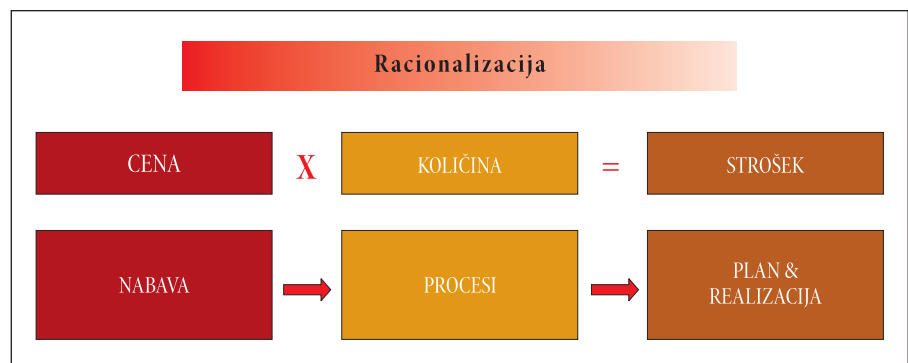 Racionalizacija
CENA X KOLIČINA = STROŠEK
NABAVA PROCESI PLAN &
REALIZACIJA